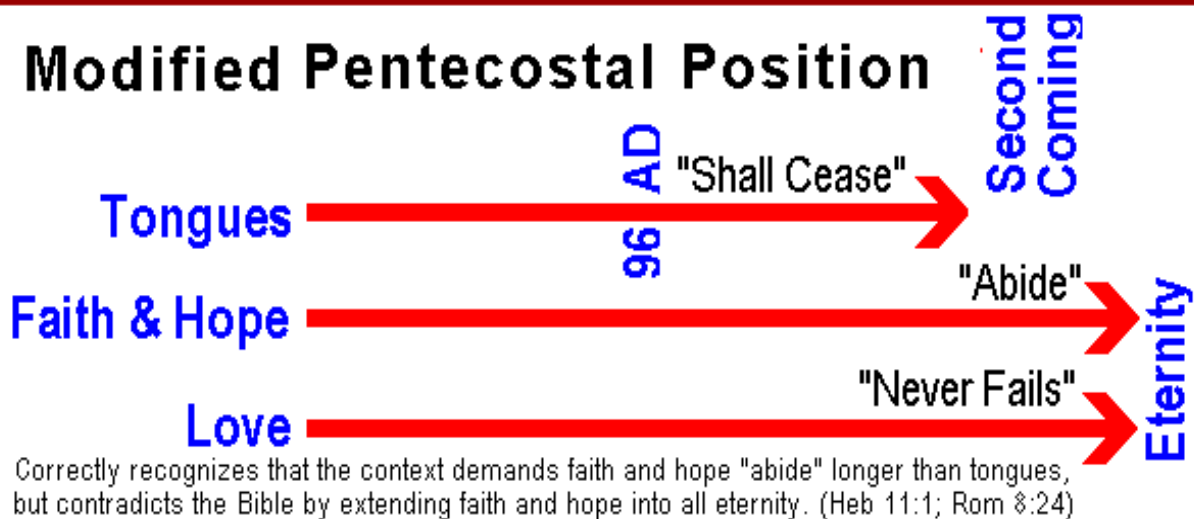 Modified Pentecostal Position
Second
Coming
96 AD
"Shall Cease"
Tongues
"Abide"
Faith & Hope
Eternity
"Never Fails"
Love
Correctly recognizes that the context demands faith and hope "abide" longer than tongues,
but contradicts the Bible by extending faith and hope into all eternity. (Heb 11:1; Rom 8:24)